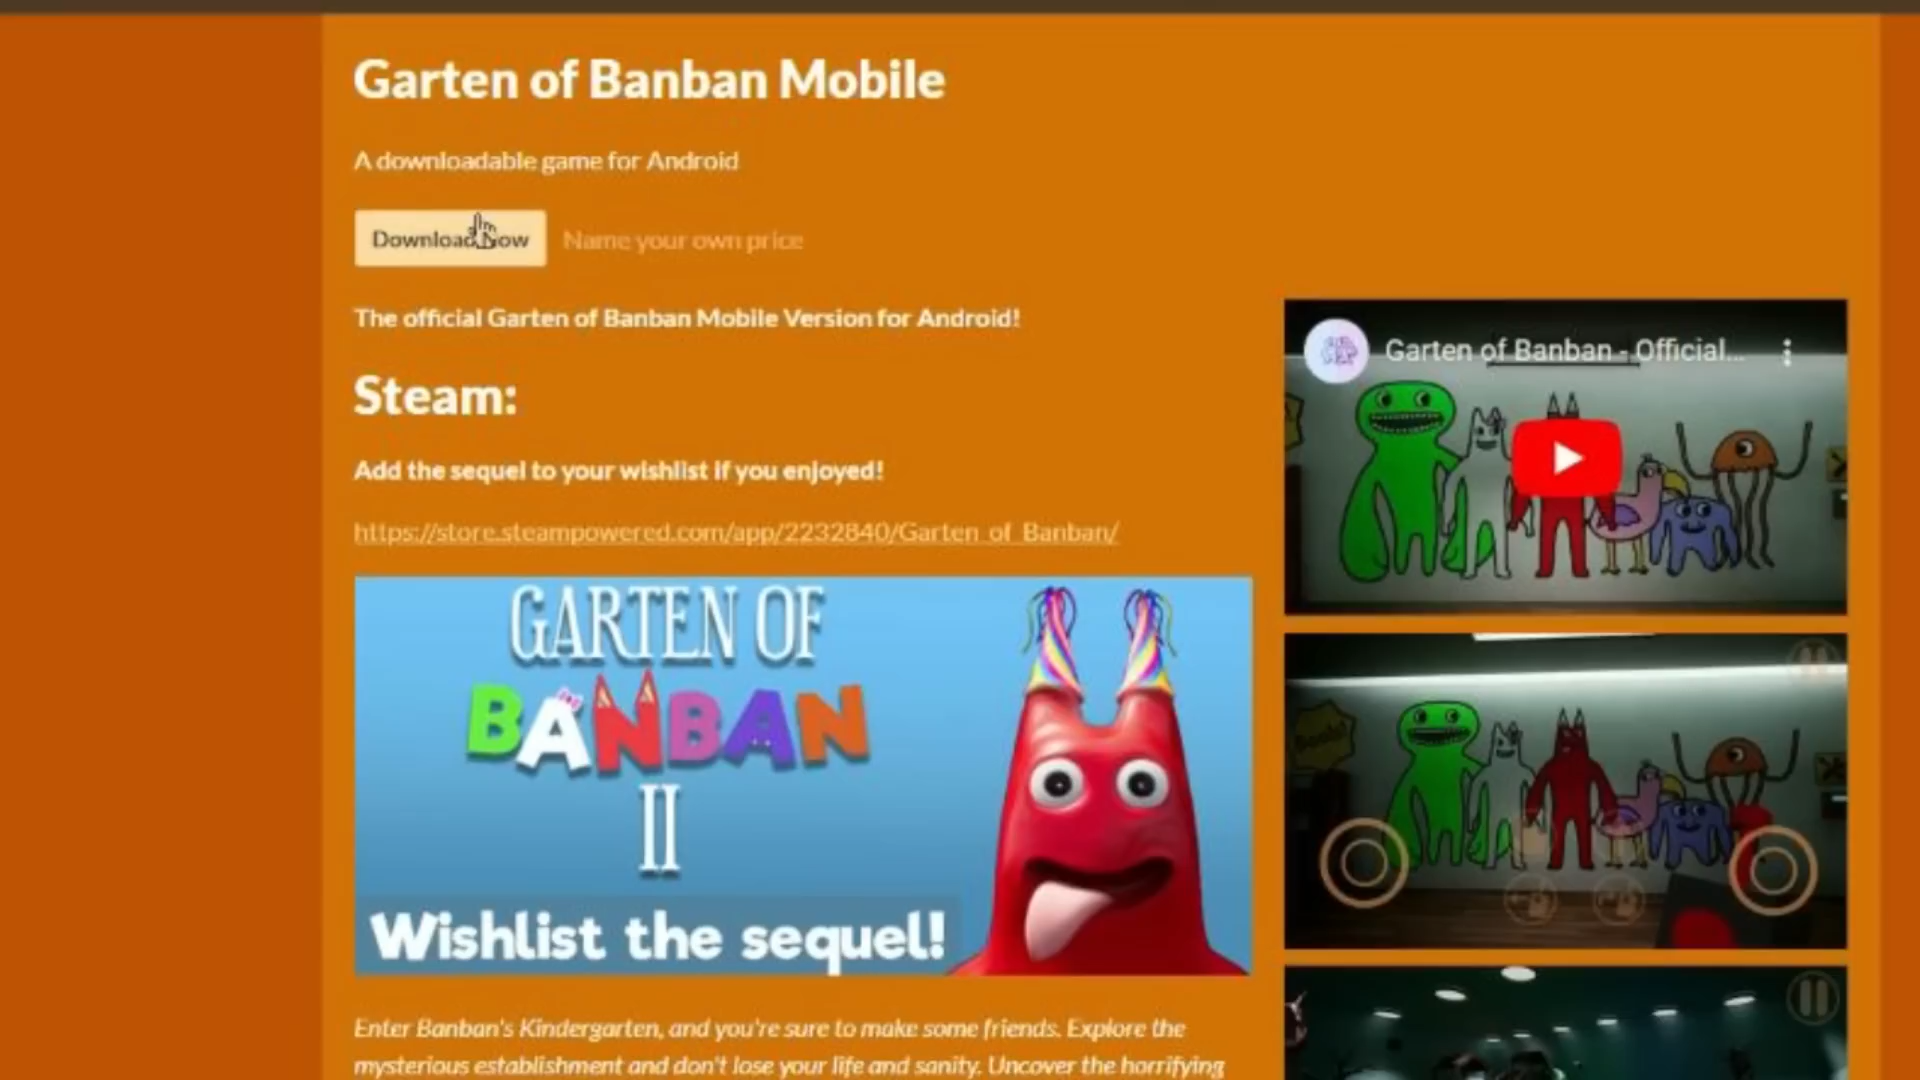 Garten of Banban Mobile
A downloadable game for Android
Download Now Name your own price
The official Garten of Banban Mobile Version for Android!
Steam:
Add the sequel to your wishlist if you enjoyed!
https://store.steampowered.com/app/2232840/Garten_of_Banban/
GARTEN OF
BANBAN
II
Wishlist the sequel!
Enter Banban's Kindergarten, and you're sure to make some friends. Explore the
mysterious establishment and don't lose your life and sanity. Uncover the horrifying
Garten of Banban - Official...